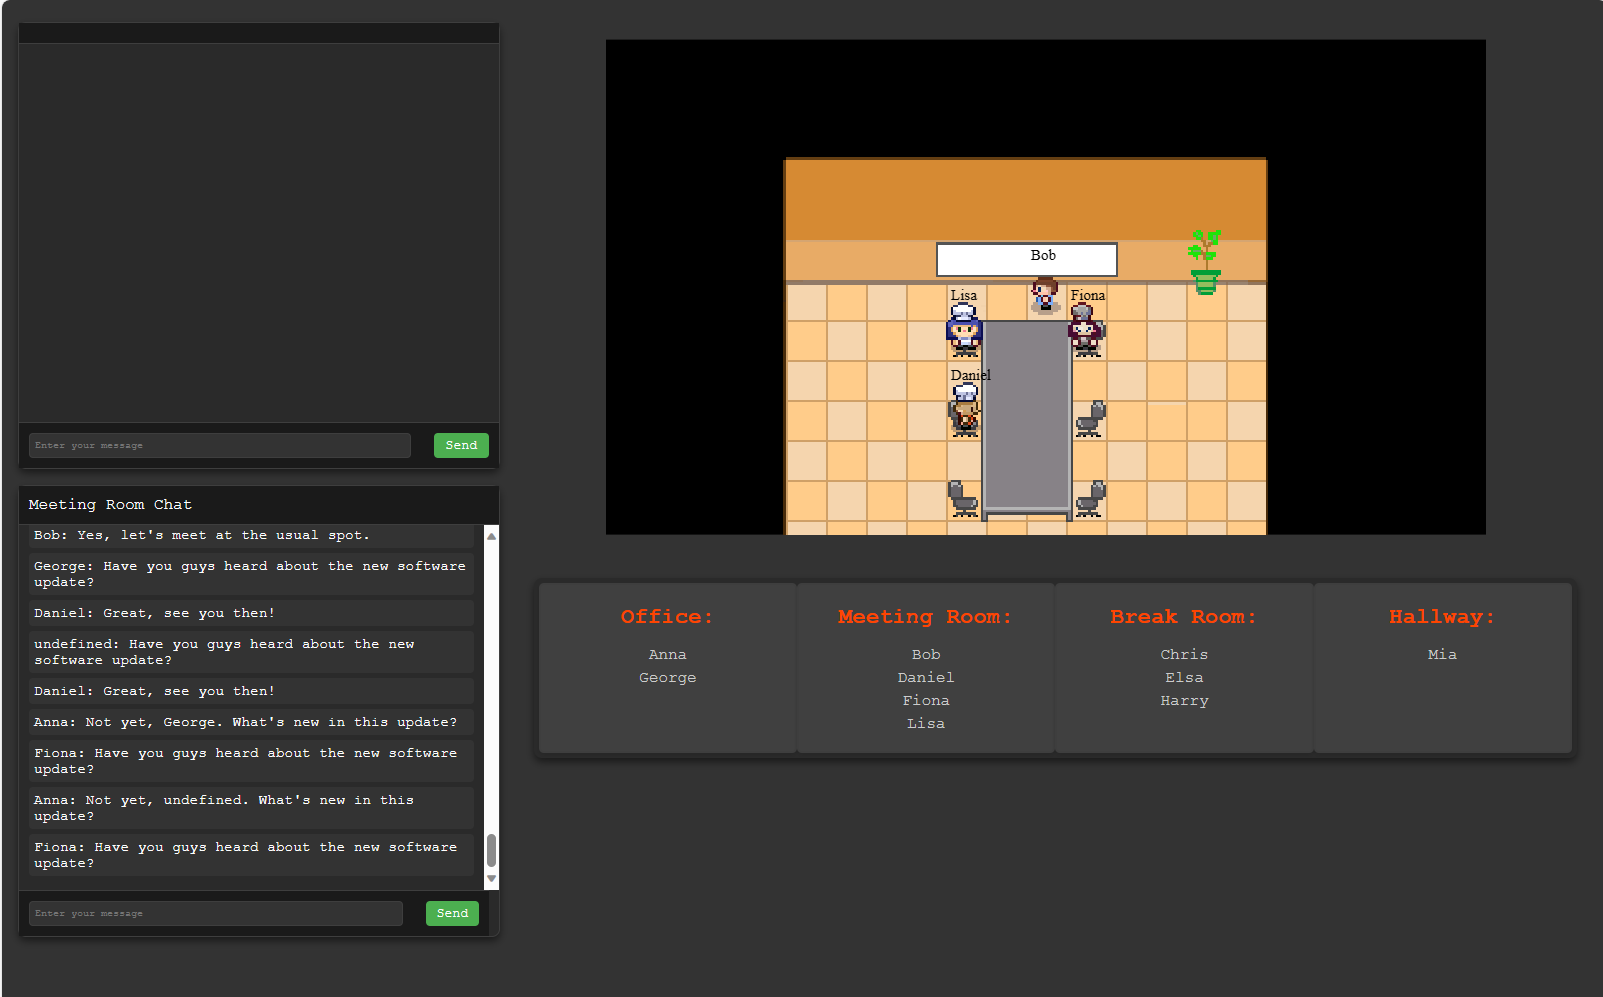 Enter your message
Send
Meeting Room Chat
Bob: Yes, let's meet at the usual spot.
George: Have you guys heard about the new software
update?
Daniel: Great, see you then!
undefined: Have you guys heard about the new
software update?
Daniel: Great, see you then!
Anna: Not yet, George. What's new in this update?
Fiona: Have you guys heard about the new software
update?
Anna: Not yet, undefined. What's new in this
update?
Fiona: Have you guys heard about the new software
update?
Enter your message
Send
Bob
Lisa
Fiona
Daniel
Office:
Anna
George
Meeting Room:
Bob
Daniel
Fiona
Lisa
Break Room:
Chris
Elsa
Harry
Hallway:
Mia